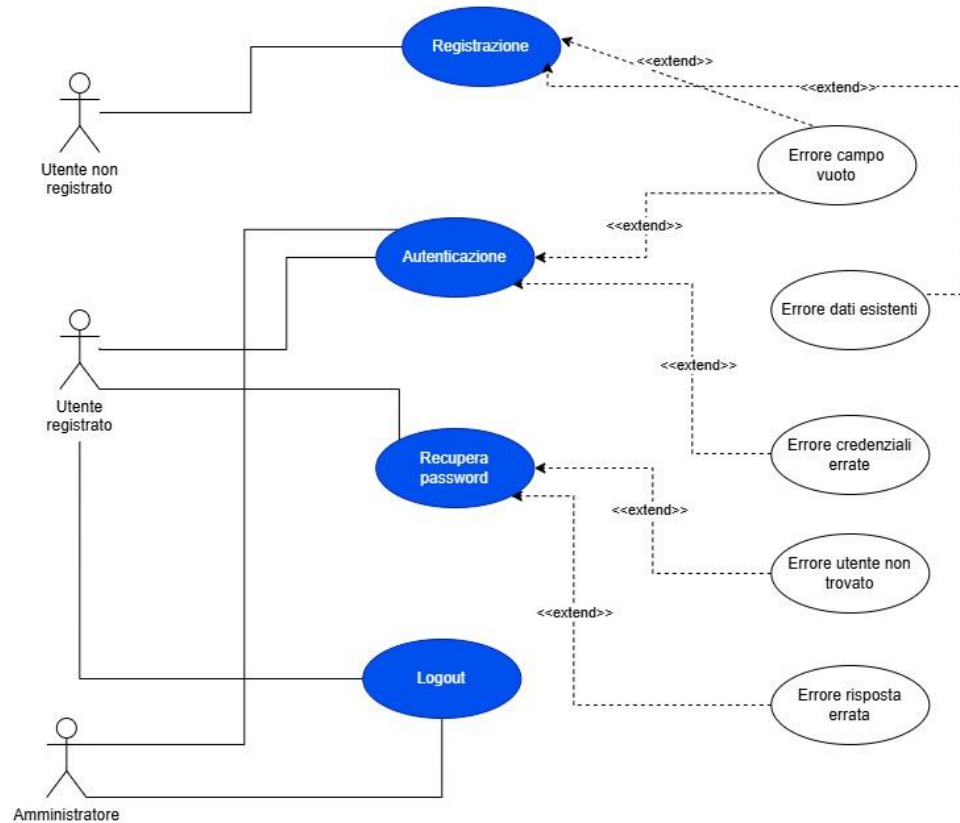 Registrazione
<<extend>>
<<extend>>
Errore campo
vuoto
Utente non
registrato
<<extend>>
Autenticazione
Errore dati esistenti
<<extend>>
Utente
registrato
Errore credenziali
errate
Recupera
password
<<extend>>
Errore utente non
trovato
<<extend>>
Logout
Errore risposta
errata
Amministratore